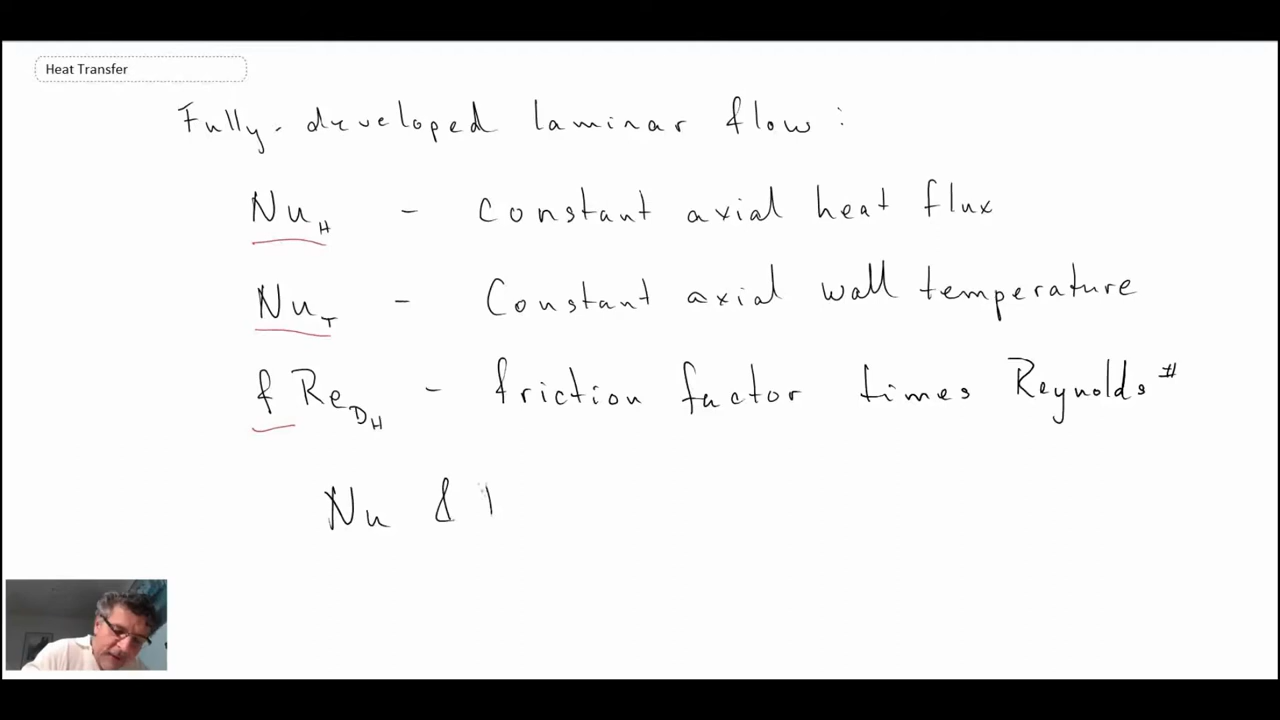 Heat Transfer
Fully-developed laminar flow:
Nu_H - Constant axial heat flux
Nu_T - Constant axial wall temperature
f Re_D_H - friction factor times Reynolds #
Nu &